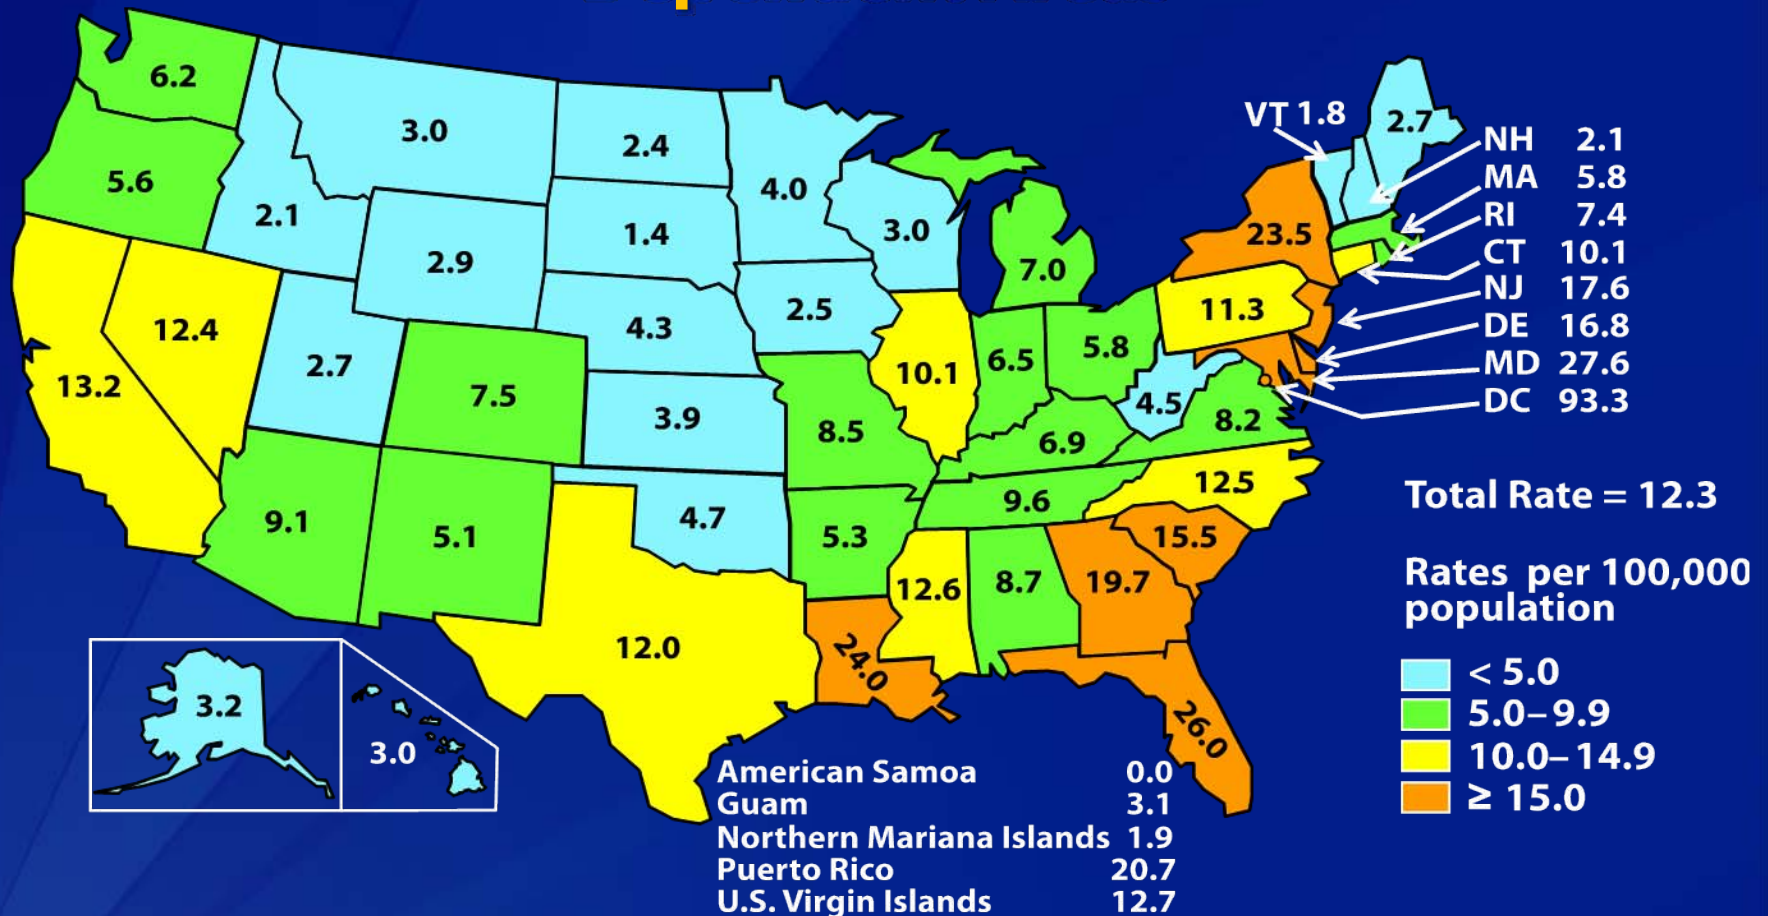 6.2
VT 1.8
2.7
3.0
2.4
NH 2.1
5.6
4.0
MA 5.8
2.1
1.4
3.0
23.5
RI 7.4
2.9
7.0
CT 10.1
NJ 17.6
12.4
4.3
2.5
11.3
DE 16.8
13.2
2.7
7.5
10.1
6.5
5.8
MD 27.6
3.9
4.5
8.2
DC 93.3
8.5
6.9
9.1
5.1
4.7
5.3
9.6
12.5
Total Rate = 12.3
12.6
8.7
19.7
15.5
Rates per 100,000
population
12.0
24.0
26.0
3.2
3.0
< 5.0
5.0–9.9
10.0–14.9
≥ 15.0
American Samoa 0.0
Guam 3.1
Northern Mariana Islands 1.9
Puerto Rico 20.7
U.S. Virgin Islands 12.7